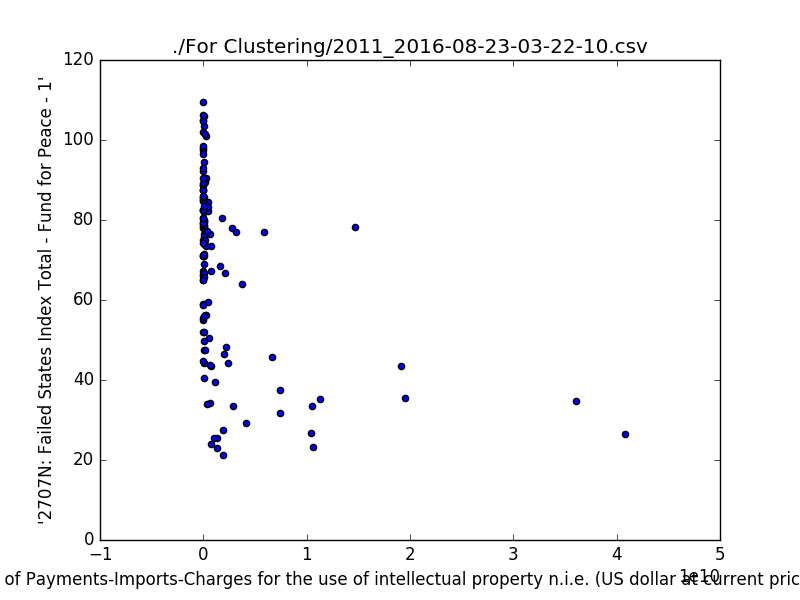 ./For Clustering/2011_2016-08-23-03-22-10.csv
'2707N: Failed States Index Total - Fund for Peace - 1'
120
100
80
60
40
20
0
−1 0 1 2 3 4 5
1e10
of Payments-Imports-Charges for the use of intellectual property n.i.e. (US dollar at current pric